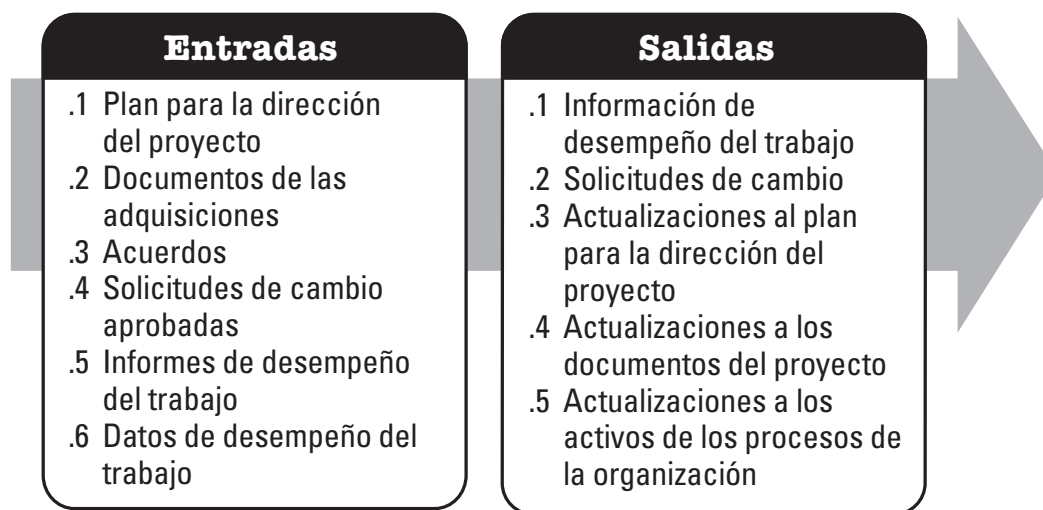 Entradas
.1 Plan para la dirección
del proyecto
.2 Documentos de las
adquisiciones
.3 Acuerdos
.4 Solicitudes de cambio
aprobadas
.5 Informes de desempeño
del trabajo
.6 Datos de desempeño del
trabajo
Salidas
.1 Información de
desempeño del trabajo
.2 Solicitudes de cambio
.3 Actualizaciones al plan
para la dirección del
proyecto
.4 Actualizaciones a los
documentos del proyecto
.5 Actualizaciones a los
activos de los procesos de
la organización